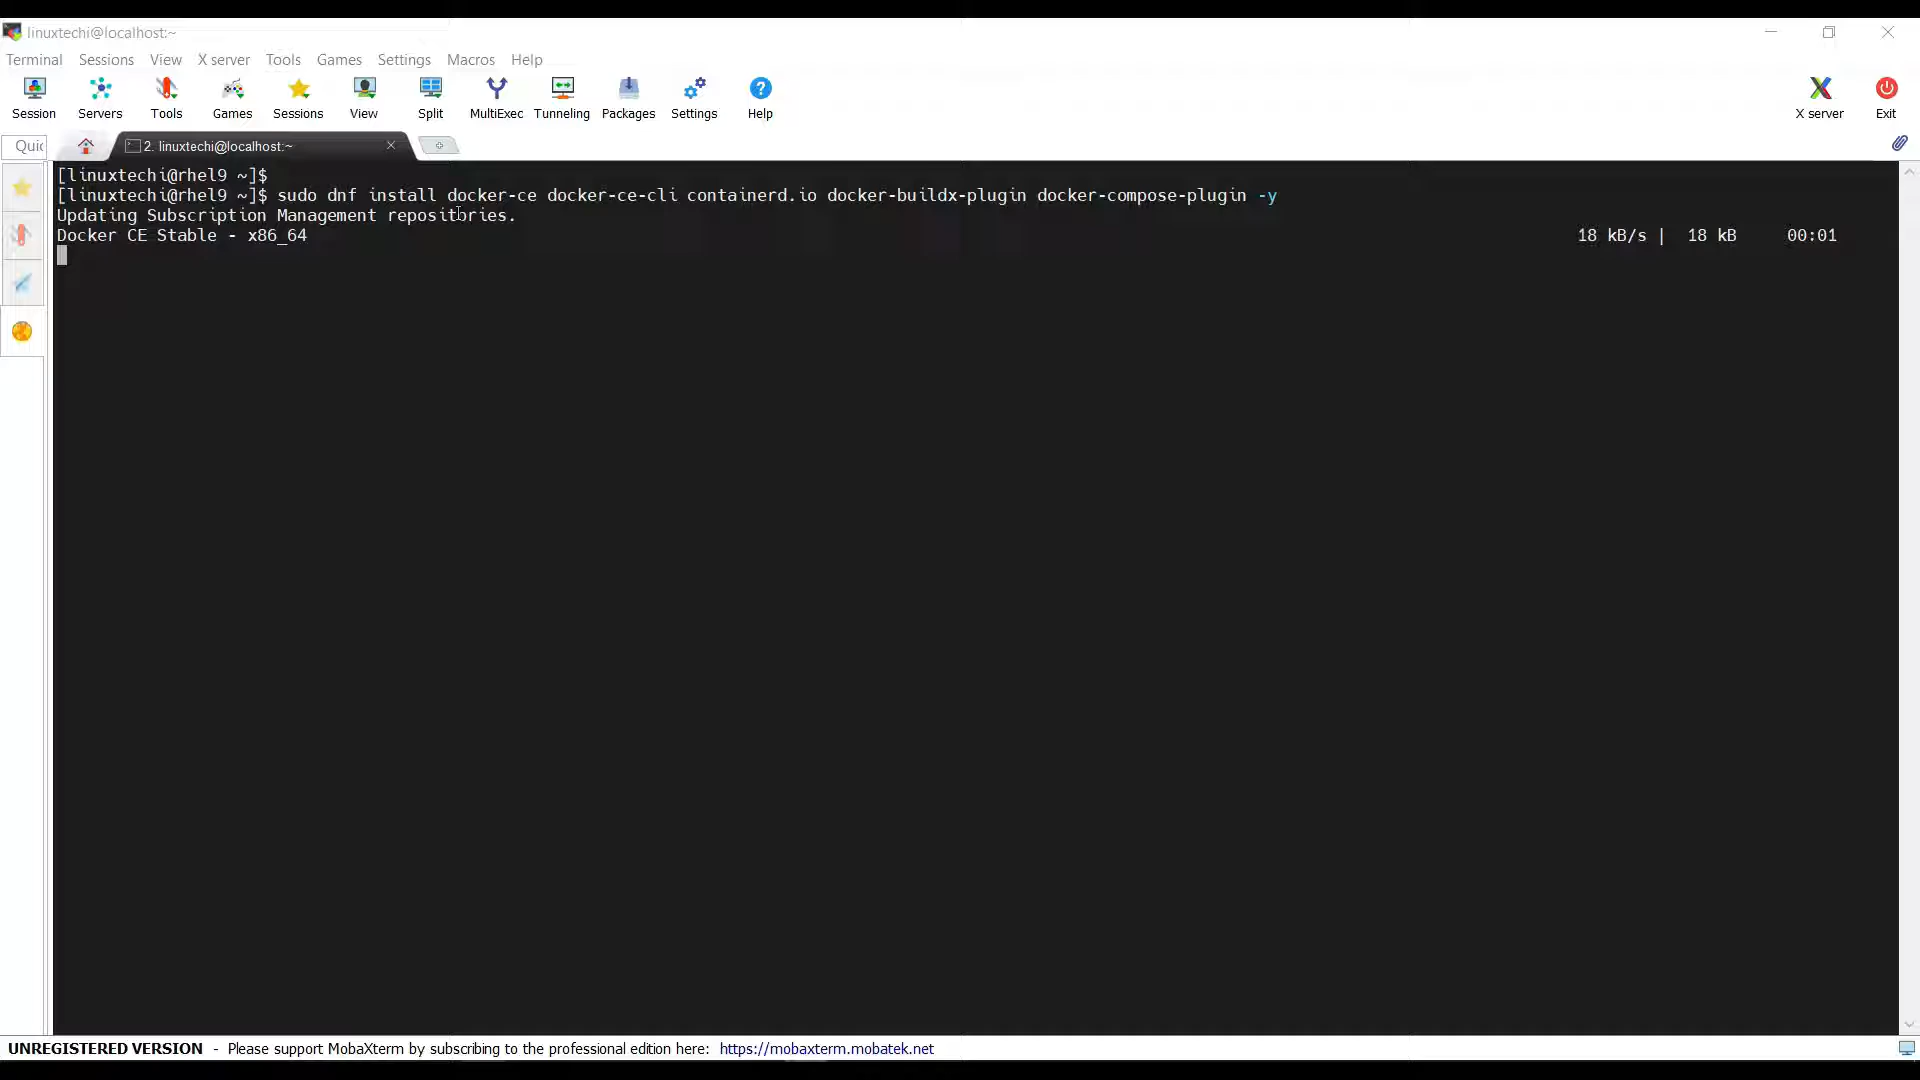 linuxtechi@localhost:~
Terminal Sessions View X server Tools Games Settings Macros Help
Session Servers Tools Games Sessions View Split MultiExec Tunneling Packages Settings Help X server Exit
Quic 2. linuxtechi@localhost:~
[linuxtechi@rhel9 ~]$
[linuxtechi@rhel9 ~]$ sudo dnf install docker-ce docker-ce-cli containerd.io docker-buildx-plugin docker-compose-plugin -y
Updating Subscription Management repositories.
Docker CE Stable - x86_64 18 kB/s | 18 kB 00:01
UNREGISTERED VERSION - Please support MobaXterm by subscribing to the professional edition here: https://mobaxterm.mobatek.net